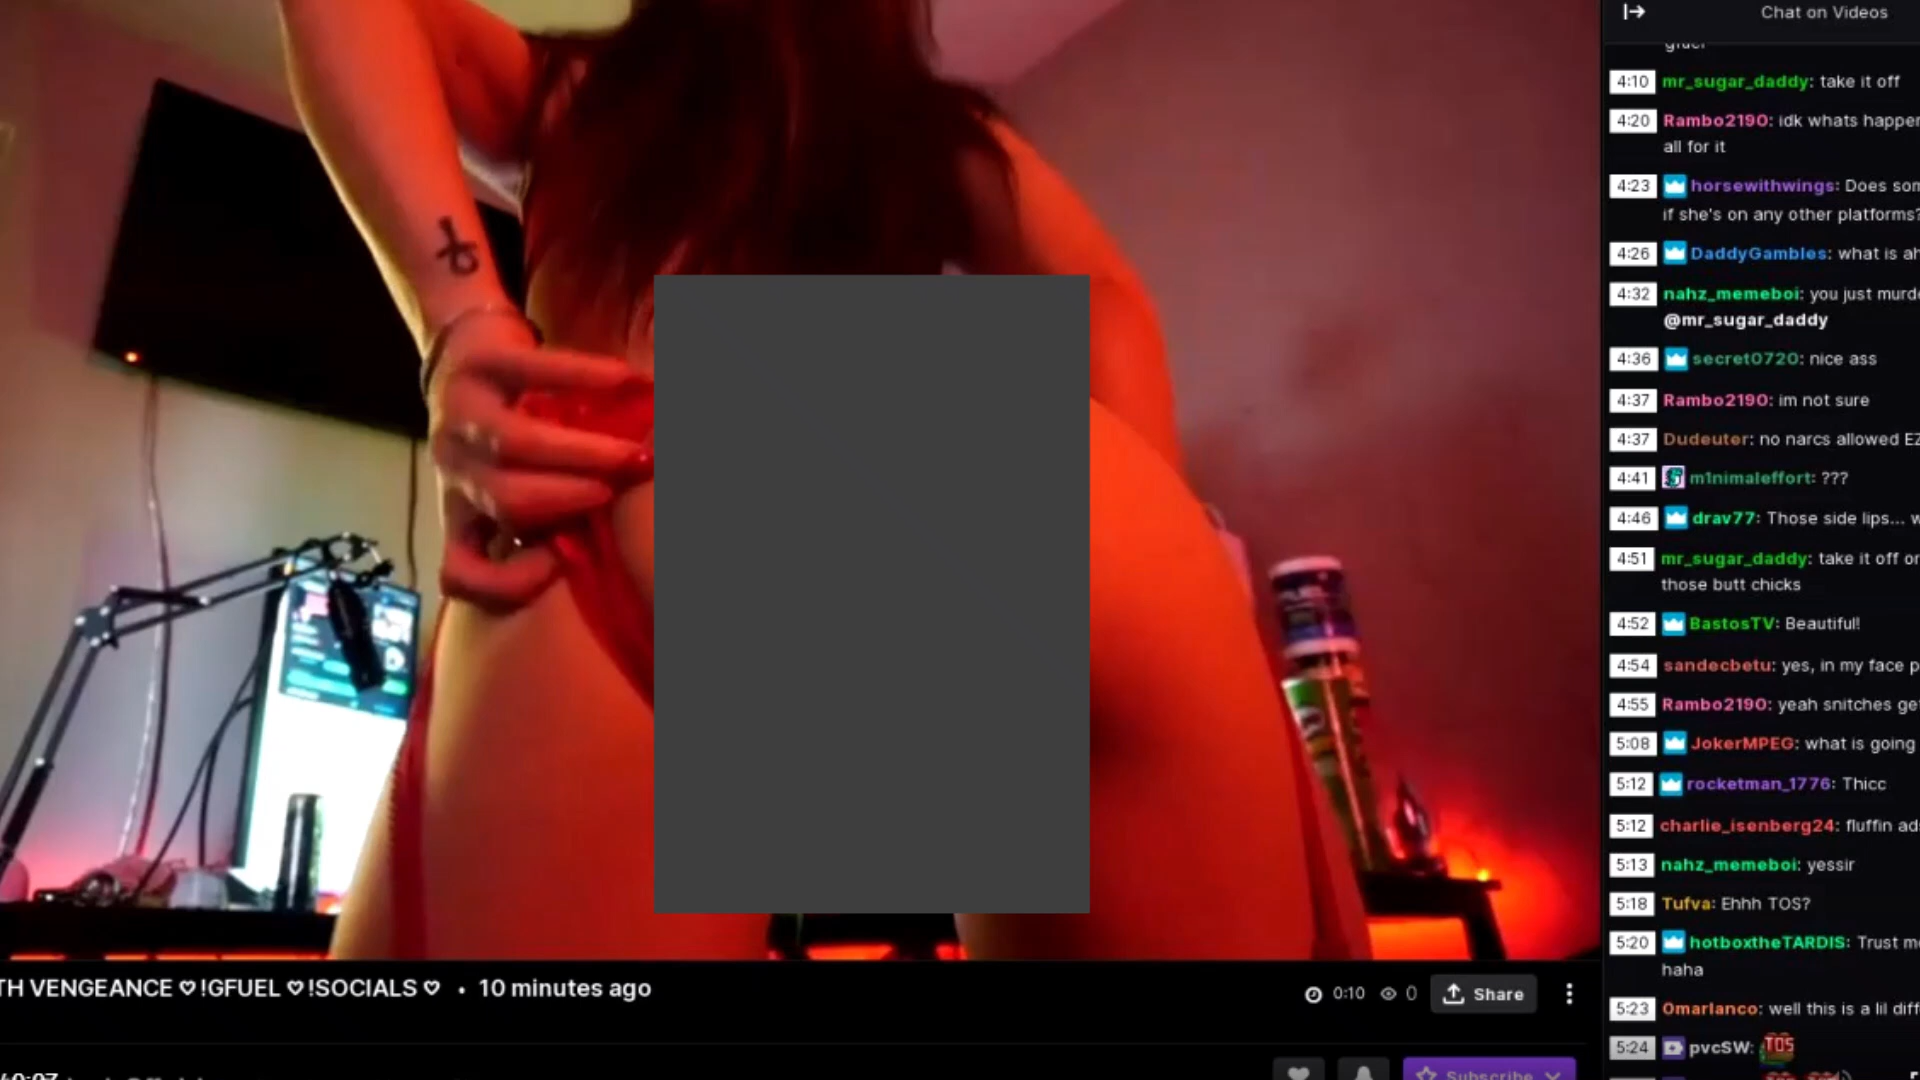 Chat on Videos
4:10 mr_sugar_daddy: take it off
4:20 Rambo2190: idk whats happen
all for it
4:23 horsewithwings: Does som
if she's on any other platforms?
4:26 DaddyGambles: what is ah
4:32 nahz_memeboi: you just murde
@mr_sugar_daddy
4:36 secret0720: nice ass
4:37 Rambo2190: im not sure
4:37 Dudeuter: no narcs allowed EZ
4:41 m1nimaleffort: ???
4:46 drav77: Those side lips... w
4:51 mr_sugar_daddy: take it off or
those butt chicks
4:52 BastosTV: Beautiful!
4:54 sandecbetu: yes, in my face p
4:55 Rambo2190: yeah snitches ge
5:08 JokerMPEG: what is going
5:12 rocketman_1776: Thicc
5:12 charlie_isenberg24: fluffin ad
5:13 nahz_memeboi: yessir
5:18 Tufva: Ehhh TOS?
5:20 hotboxtheTARDIS: Trust me
haha
5:23 Omarlanco: well this is a lil diff
5:24 pvcSW: TOS
TH VENGEANCE ♡ !GFUEL ♡ !SOCIALS ♡ • 10 minutes ago
0:10 0 Share
Subscribe